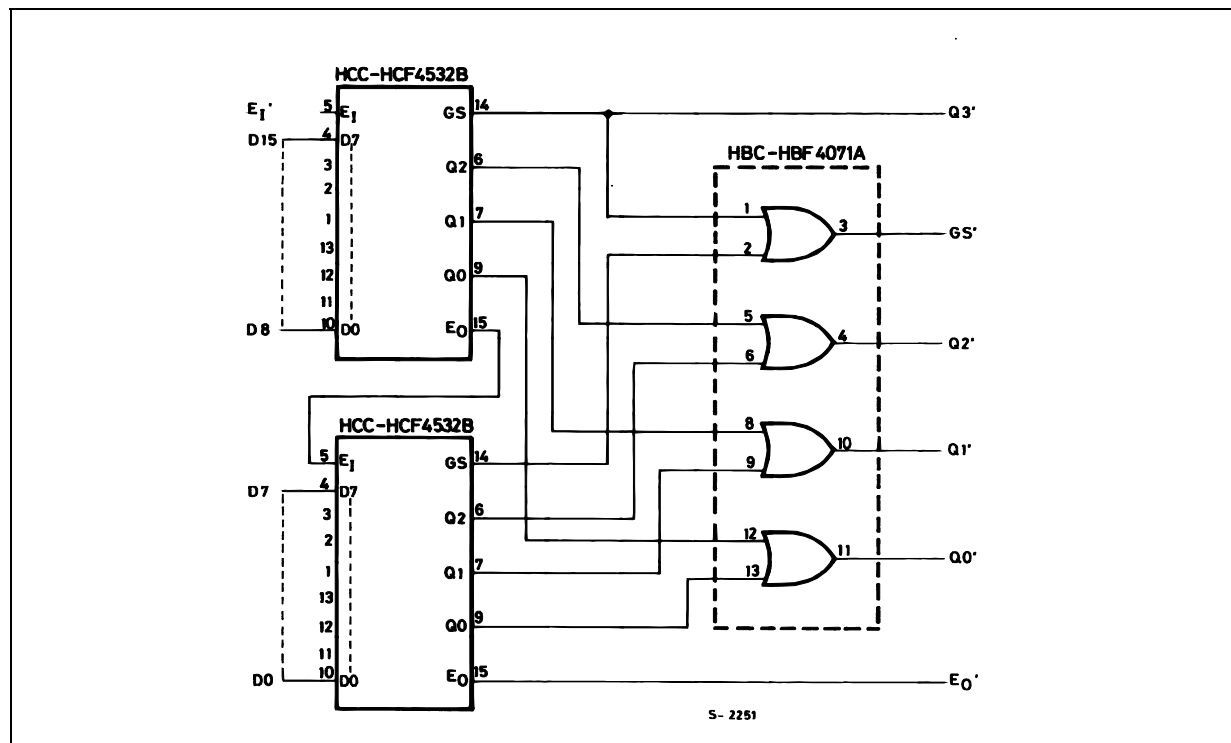 HCC-HCF4532B
EI' 5 EI GS 14 Q3'
D15 4 D7
HBC-HBF4071A
3 Q2 6
2
1 Q1 7 1 3 GS'
13 2
12 Q0 9
11 5 4 Q2'
D8 10 D0 EO 15 6
HCC-HCF4532B
5 EI GS 14 8 10 Q1'
9
D7 4 D7
3 Q2 6
2 12 11 Q0'
1 Q1 7 13
13
12 Q0 9
11
D0 10 D0 EO 15 EO'
S-2251